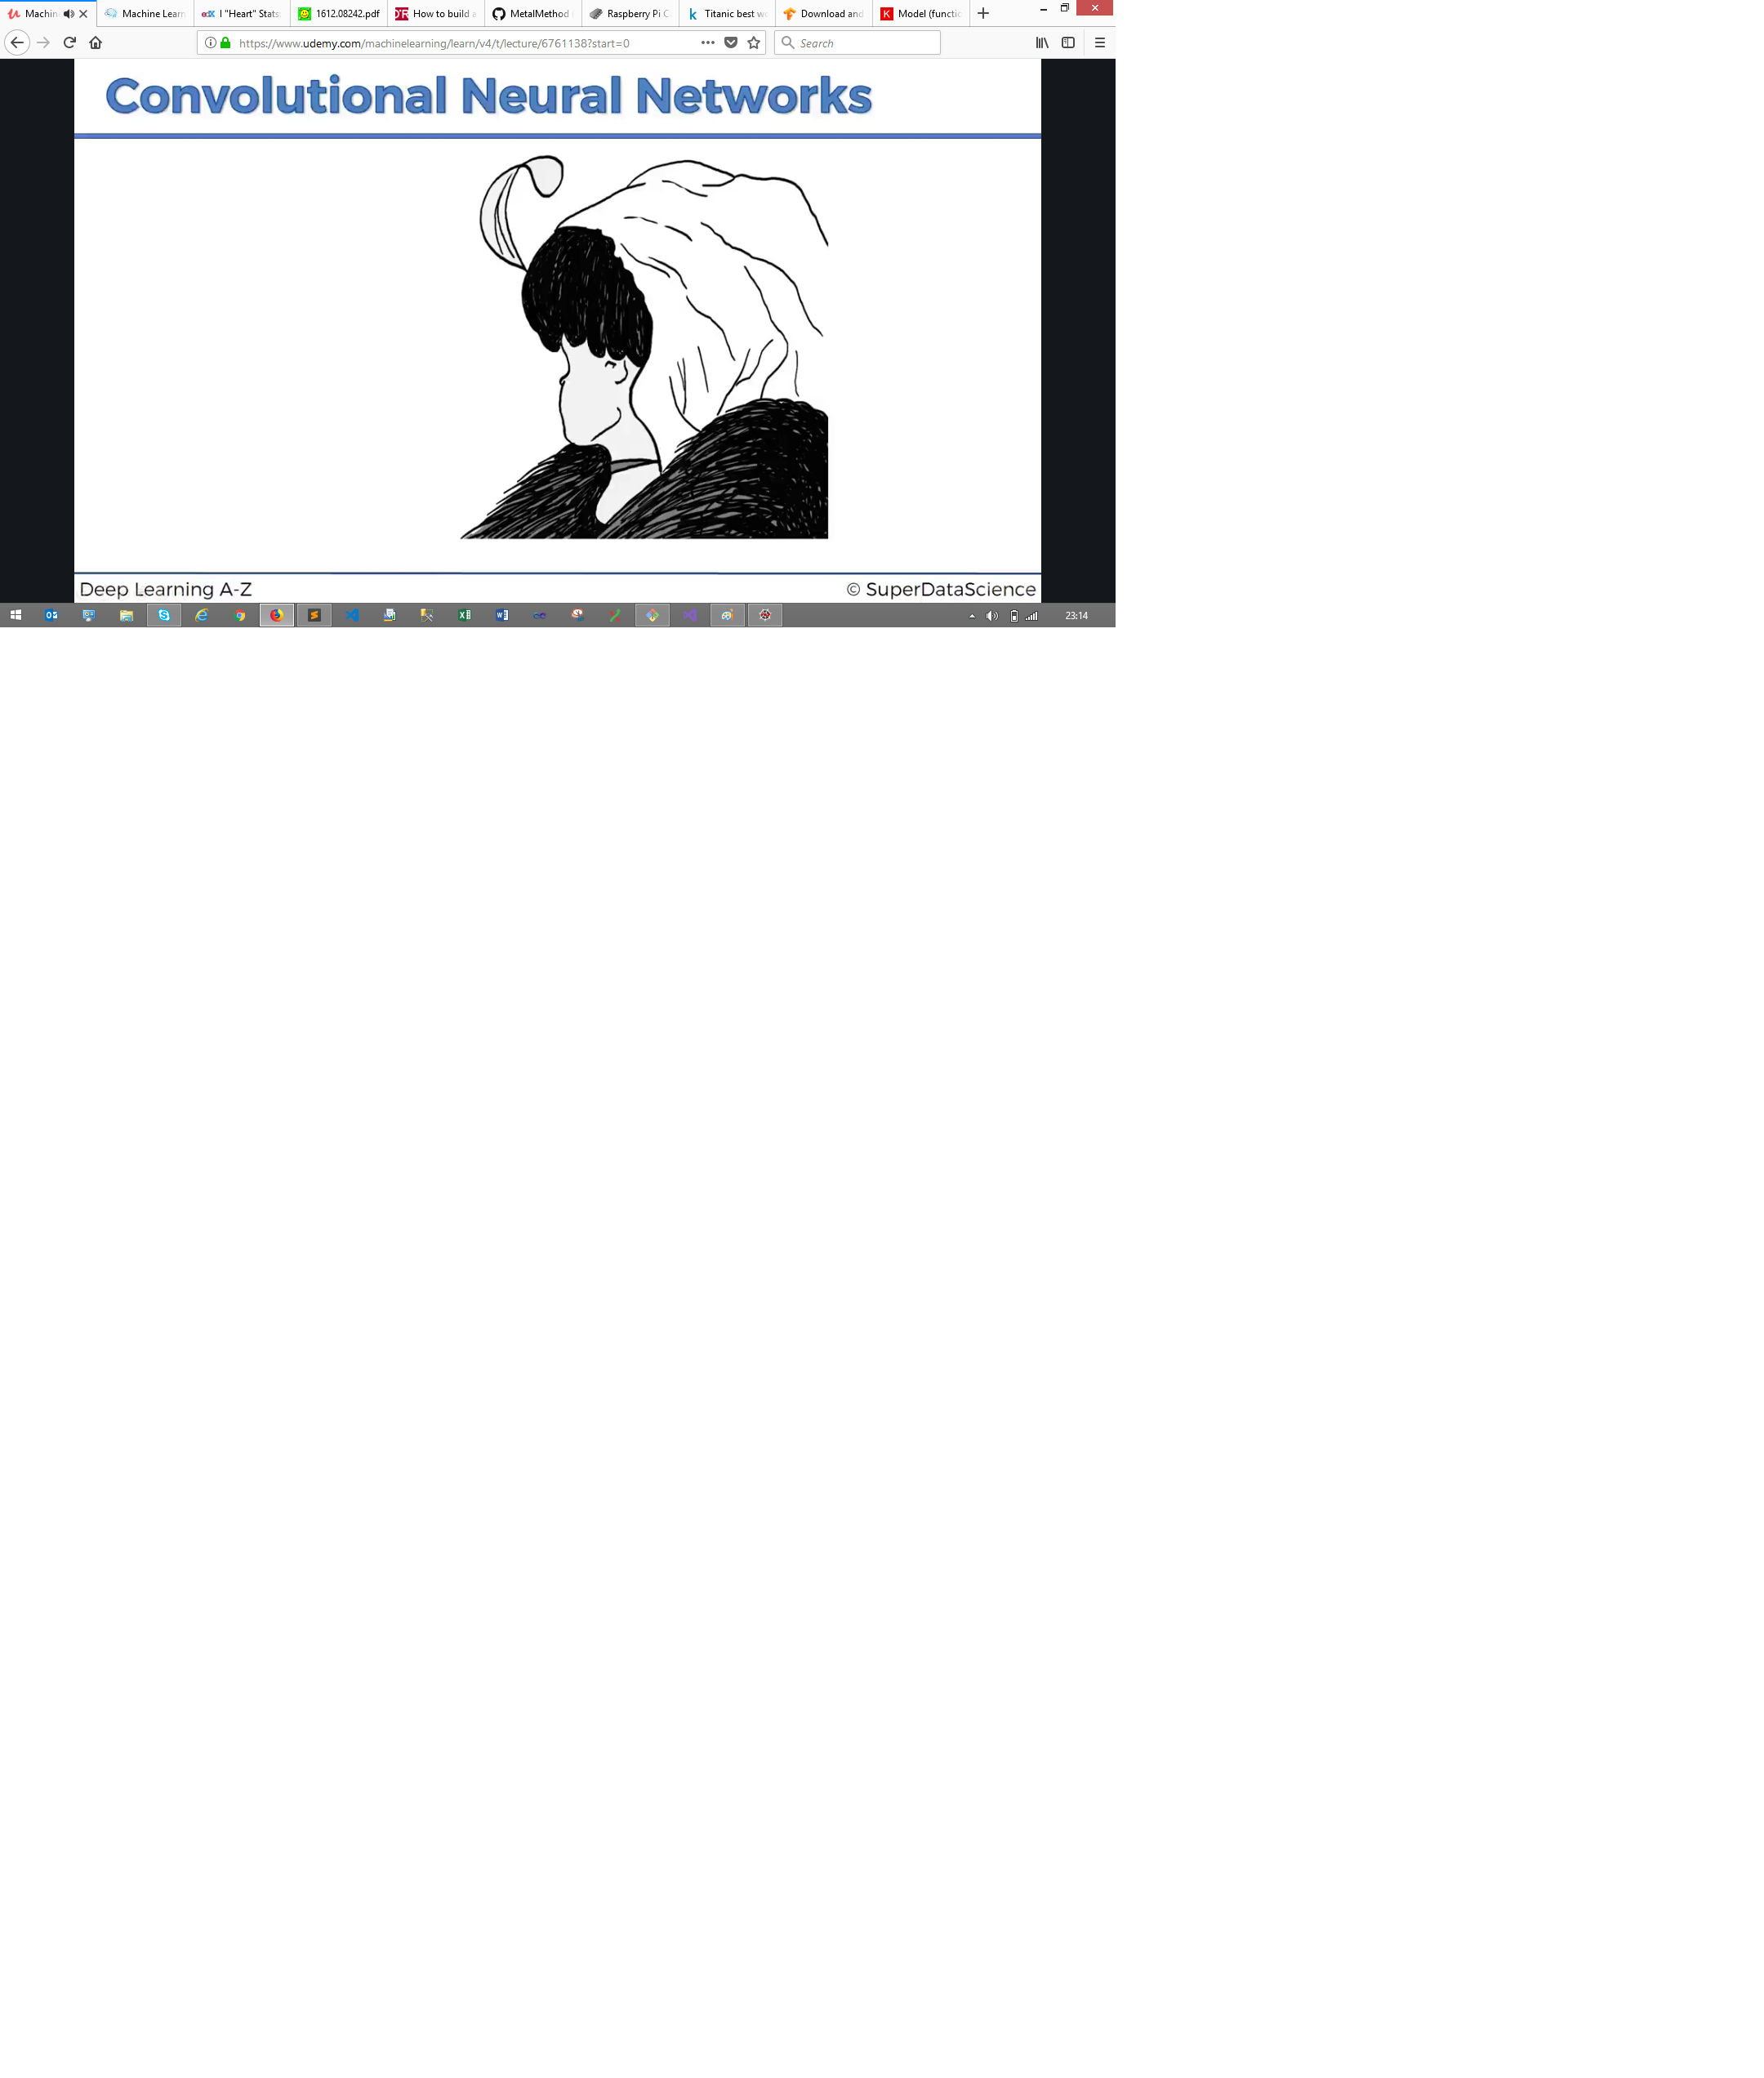 Machin
Machine Learn
I "Heart" Stats:
1612.08242.pdf
How to build a
MetalMethod
Raspberry Pi C
Titanic best wo
Download and
Model (functio
https://www.udemy.com/machinelearning/learn/v4/t/lecture/6761138?start=0
Search
Convolutional Neural Networks
Deep Learning A-Z
© SuperDataScience
23:14